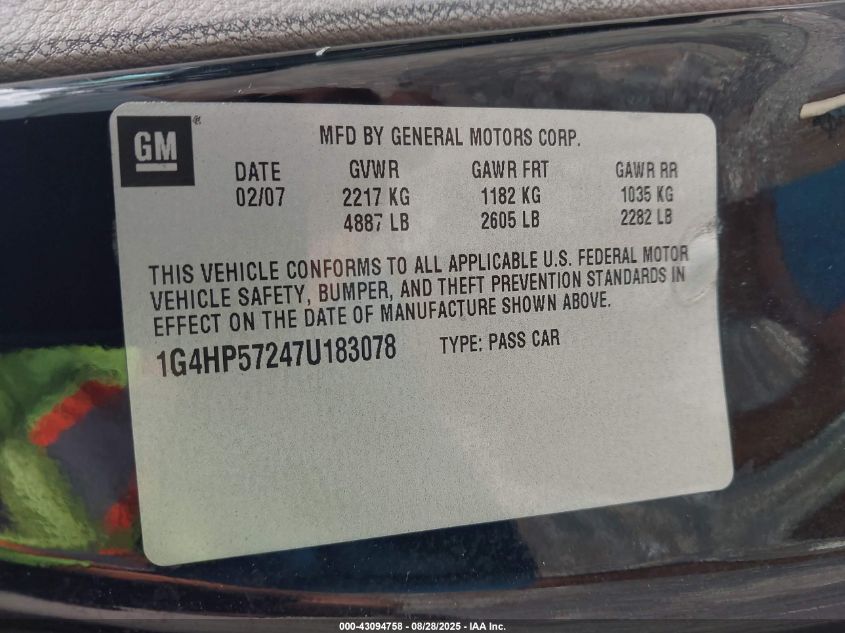 GM®
MFD BY GENERAL MOTORS CORP.
DATE GVWR GAWR FRT GAWR RR
02/07 2217 KG 1182 KG 1035 KG
4887 LB 2605 LB 2282 LB
THIS VEHICLE CONFORMS TO ALL APPLICABLE U.S. FEDERAL MOTOR
VEHICLE SAFETY, BUMPER, AND THEFT PREVENTION STANDARDS IN
EFFECT ON THE DATE OF MANUFACTURE SHOWN ABOVE.
1G4HP57247U183078 TYPE: PASS CAR
000-43094758 - 08/28/2025 - IAA Inc.